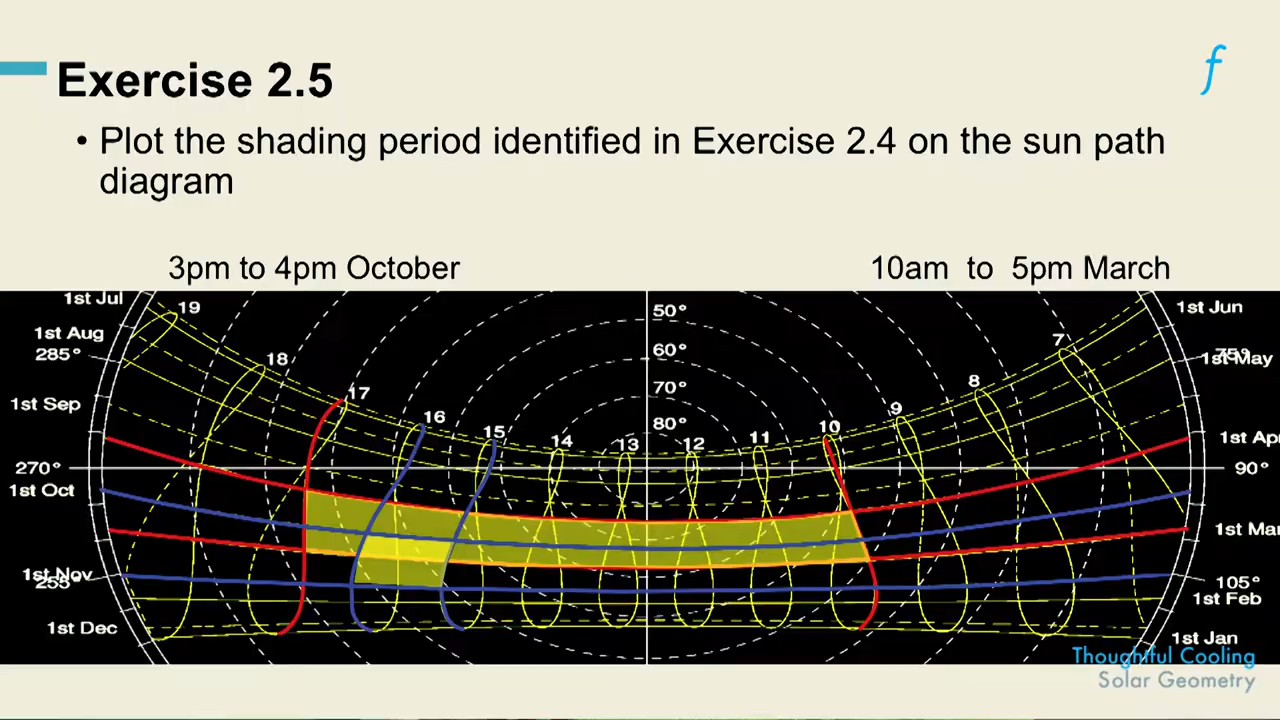 Exercise 2.5
f
• Plot the shading period identified in Exercise 2.4 on the sun path
diagram
3pm to 4pm October
10am to 5pm March
1st Jul
19
50°
1st Jun
1st Aug
285°
18
60°
7
75°
1st May
17
70°
8
1st Sep
16
15
14
13
80°
12
11
10
9
1st Ap
270°
90°
1st Oct
1st Mar
1st Nov
255°
105°
1st Feb
1st Dec
1st Jan
Thoughtful Cooling
Solar Geometry